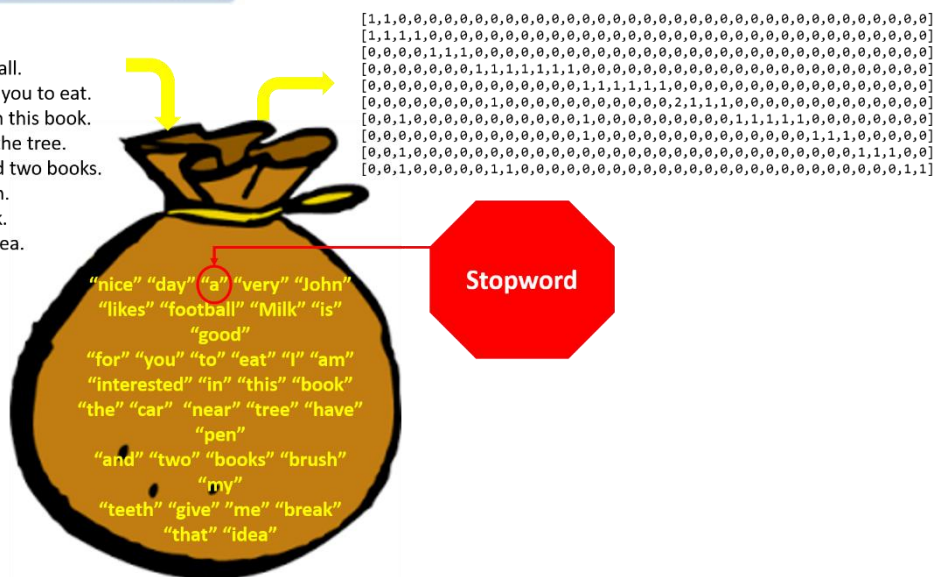 [1,1,0,0,0,0,0,0,0,0,0,0,0,0,0,0,0,0,0,0,0,0,0,0,0,0,0,0,0,0,0,0,0,0,0,0,0]
[1,1,1,1,0,0,0,0,0,0,0,0,0,0,0,0,0,0,0,0,0,0,0,0,0,0,0,0,0,0,0,0,0,0,0,0,0]
[0,0,0,0,1,1,1,0,0,0,0,0,0,0,0,0,0,0,0,0,0,0,0,0,0,0,0,0,0,0,0,0,0,0,0,0,0]
[0,0,0,0,0,0,0,1,1,1,1,1,1,1,0,0,0,0,0,0,0,0,0,0,0,0,0,0,0,0,0,0,0,0,0,0,0]
[0,0,0,0,0,0,0,0,0,0,0,0,0,0,1,1,1,1,1,1,0,0,0,0,0,0,0,0,0,0,0,0,0,0,0,0,0]
[0,0,0,0,0,0,0,0,1,0,0,0,0,0,0,0,0,0,0,0,2,1,1,1,0,0,0,0,0,0,0,0,0,0,0,0,0]
[0,0,1,0,0,0,0,0,0,0,0,0,0,0,1,0,0,0,0,0,0,0,0,0,1,1,1,1,1,0,0,0,0,0,0,0,0]
[0,0,0,0,0,0,0,0,0,0,0,0,0,0,1,0,0,0,0,0,0,0,0,0,0,0,0,0,0,1,1,1,0,0,0,0,0]
[0,0,1,0,0,0,0,0,0,0,0,0,0,0,0,0,0,0,0,0,0,0,0,0,0,0,0,0,0,0,0,0,1,1,1,0,0]
[0,0,1,0,0,0,0,0,1,1,0,0,0,0,0,0,0,0,0,0,0,0,0,0,0,0,0,0,0,0,0,0,0,0,0,1,1]
all.
you to eat.
this book.
he tree.
two books.
ea.
Stopword
“nice” “day” “a” “very” “John”
“likes” “football” “Milk” “is”
“good”
“for” “you” “to” “eat” “I” “am”
“interested” “in” “this” “book”
“the” “car” “near” “tree” “have”
“pen”
“and” “two” “books” “brush”
“my”
“teeth” “give” “me” “break”
“that” “idea”